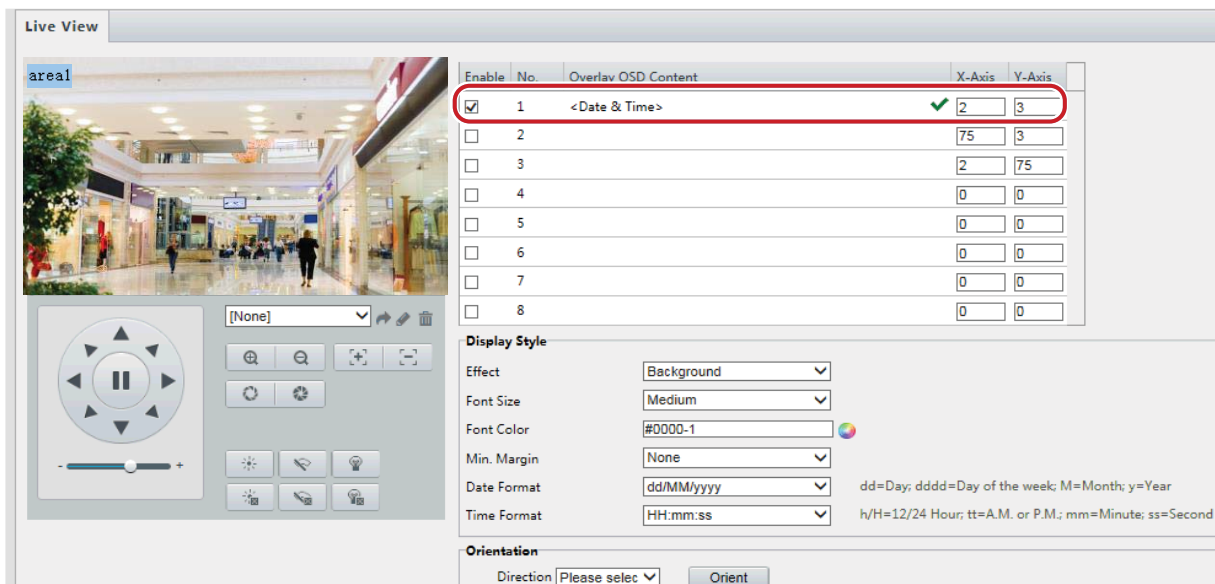 Live View
area1
Enable No. Overlay OSD Content X-Axis Y-Axis
1 <Date & Time> 2 3
2 75 3
3 2 75
4 0 0
5 0 0
6 0 0
7 0 0
8 0 0
[None]
- +
Display Style
Effect Background
Font Size Medium
Font Color #0000-1
Min. Margin None
Date Format dd/MM/yyyy dd=Day; dddd=Day of the week; M=Month; y=Year
Time Format HH:mm:ss h/H=12/24 Hour; tt=A.M. or P.M.; mm=Minute; ss=Second
Orientation
Direction Please selec Orient